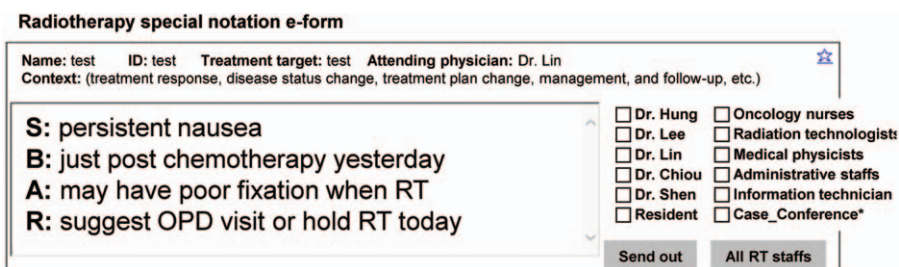 Radiotherapy special notation e-form
Name: test ID: test Treatment target: test Attending physician: Dr. Lin
Context: (treatment response, disease status change, treatment plan change, management, and follow-up, etc.)
S: persistent nausea
B: just post chemotherapy yesterday
A: may have poor fixation when RT
R: suggest OPD visit or hold RT today
Dr. Hung Oncology nurses
Dr. Lee Radiation technologists
Dr. Lin Medical physicists
Dr. Chiou Administrative staffs
Dr. Shen Information technician
Resident Case_Conference*
Send out All RT staffs